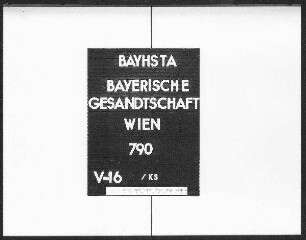 BAYHSTA
BAYERISCHE
GESANDTSCHAFT
WIEN
790
V-16 /KS